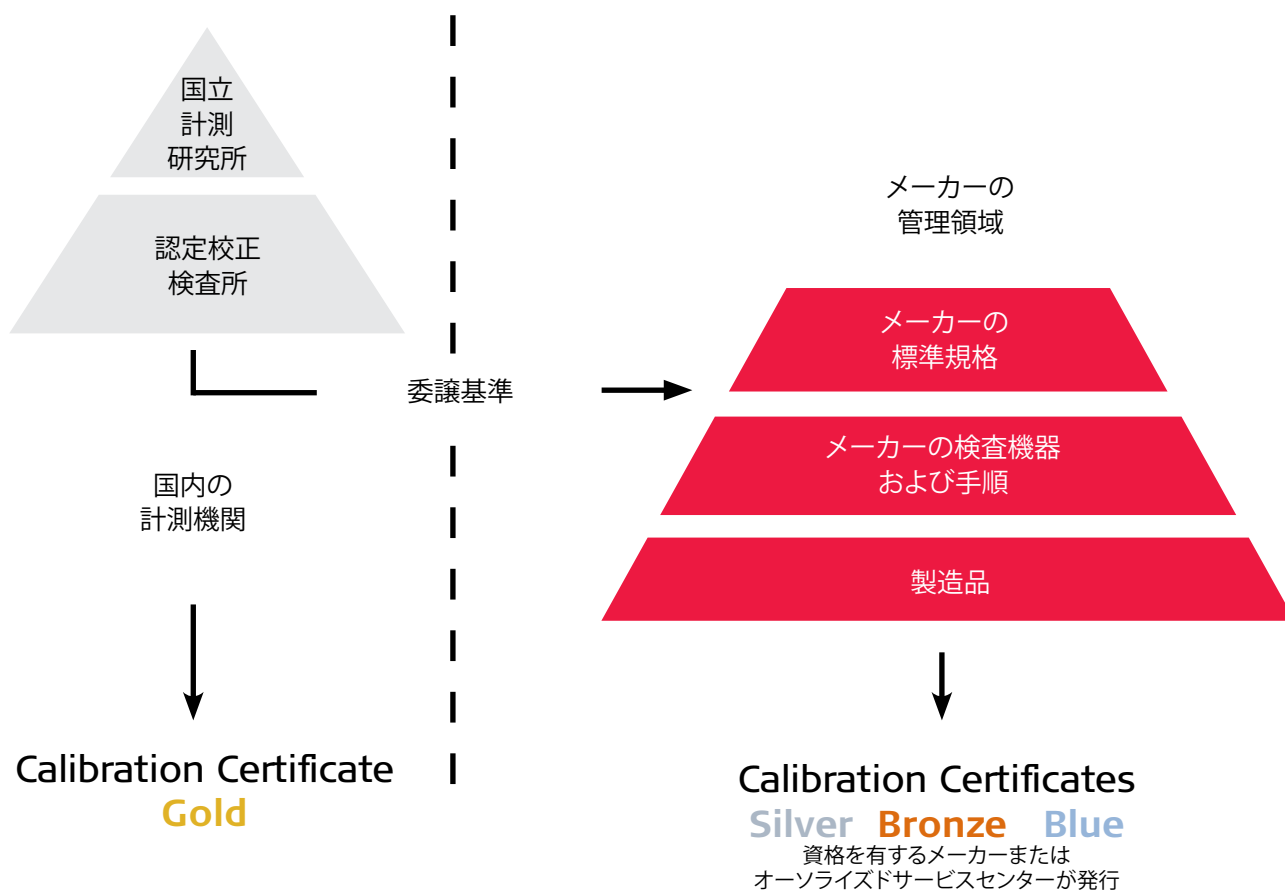 国立
計測
研究所
認定校正
検査所
委譲基準
国内の
計測機関
Calibration Certificate
Gold
メーカーの
管理領域
メーカーの
標準規格
メーカーの検査機器
および手順
製造品
Calibration Certificates
Silver Bronze Blue
資格を有するメーカーまたは
オーソライズドサービスセンターが発行